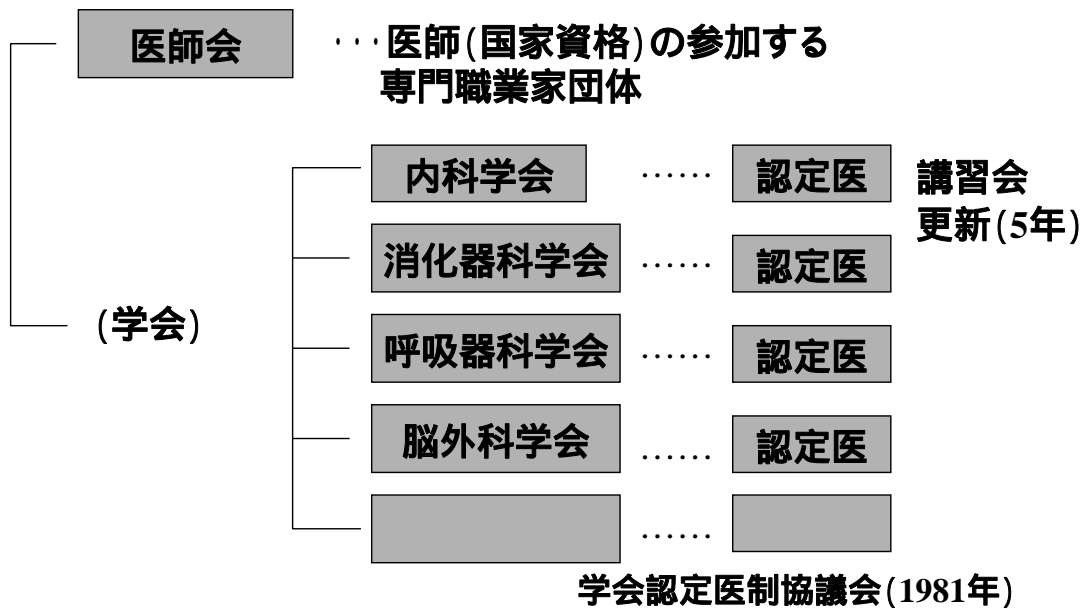 医師会 ･･･医師(国家資格)の参加する
専門職業家団体
内科学会 …… 認定医 講習会
更新(5年)
消化器科学会 …… 認定医
(学会)
呼吸器科学会 …… 認定医
脳外科学会 …… 認定医
……
学会認定医制協議会(1981年)